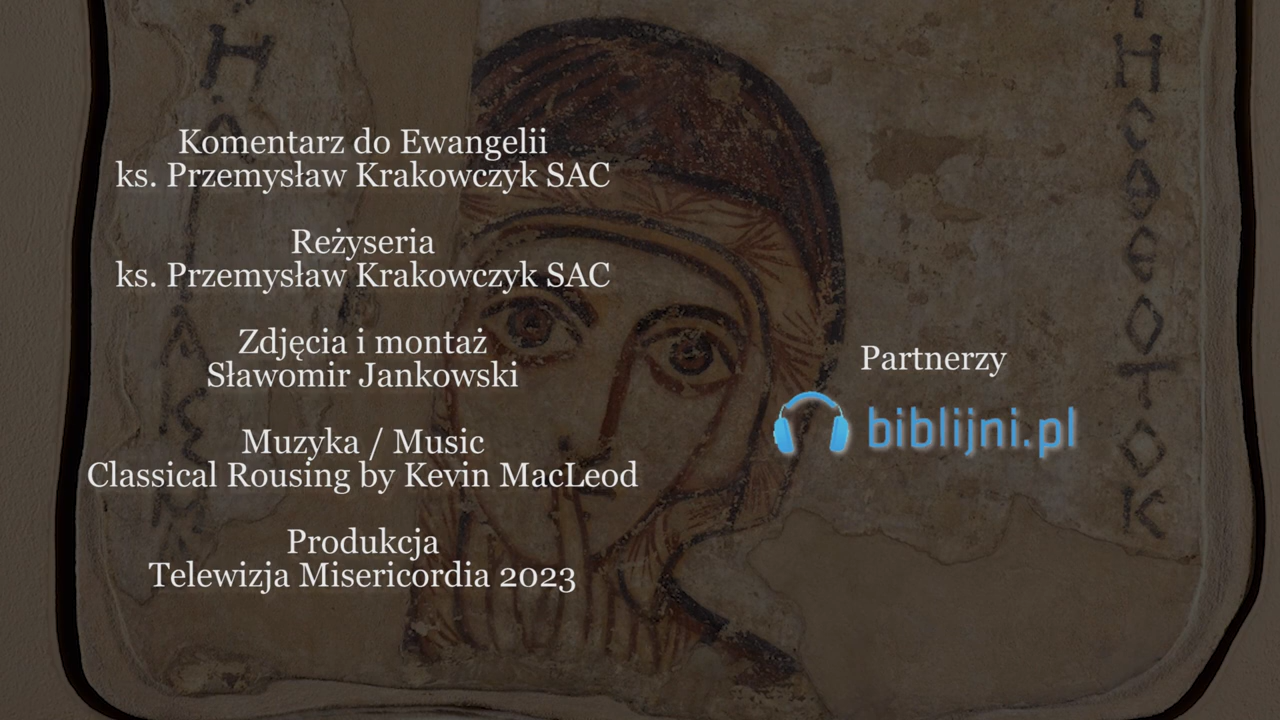 Komentarz do Ewangelii
ks. Przemysław Krakowczyk SAC
Reżyseria
ks. Przemysław Krakowczyk SAC
Zdjęcia i montaż
Sławomir Jankowski
Muzyka / Music
Classical Rousing by Kevin MacLeod
Produkcja
Telewizja Misericordia 2023
Partnerzy
biblijni.pl